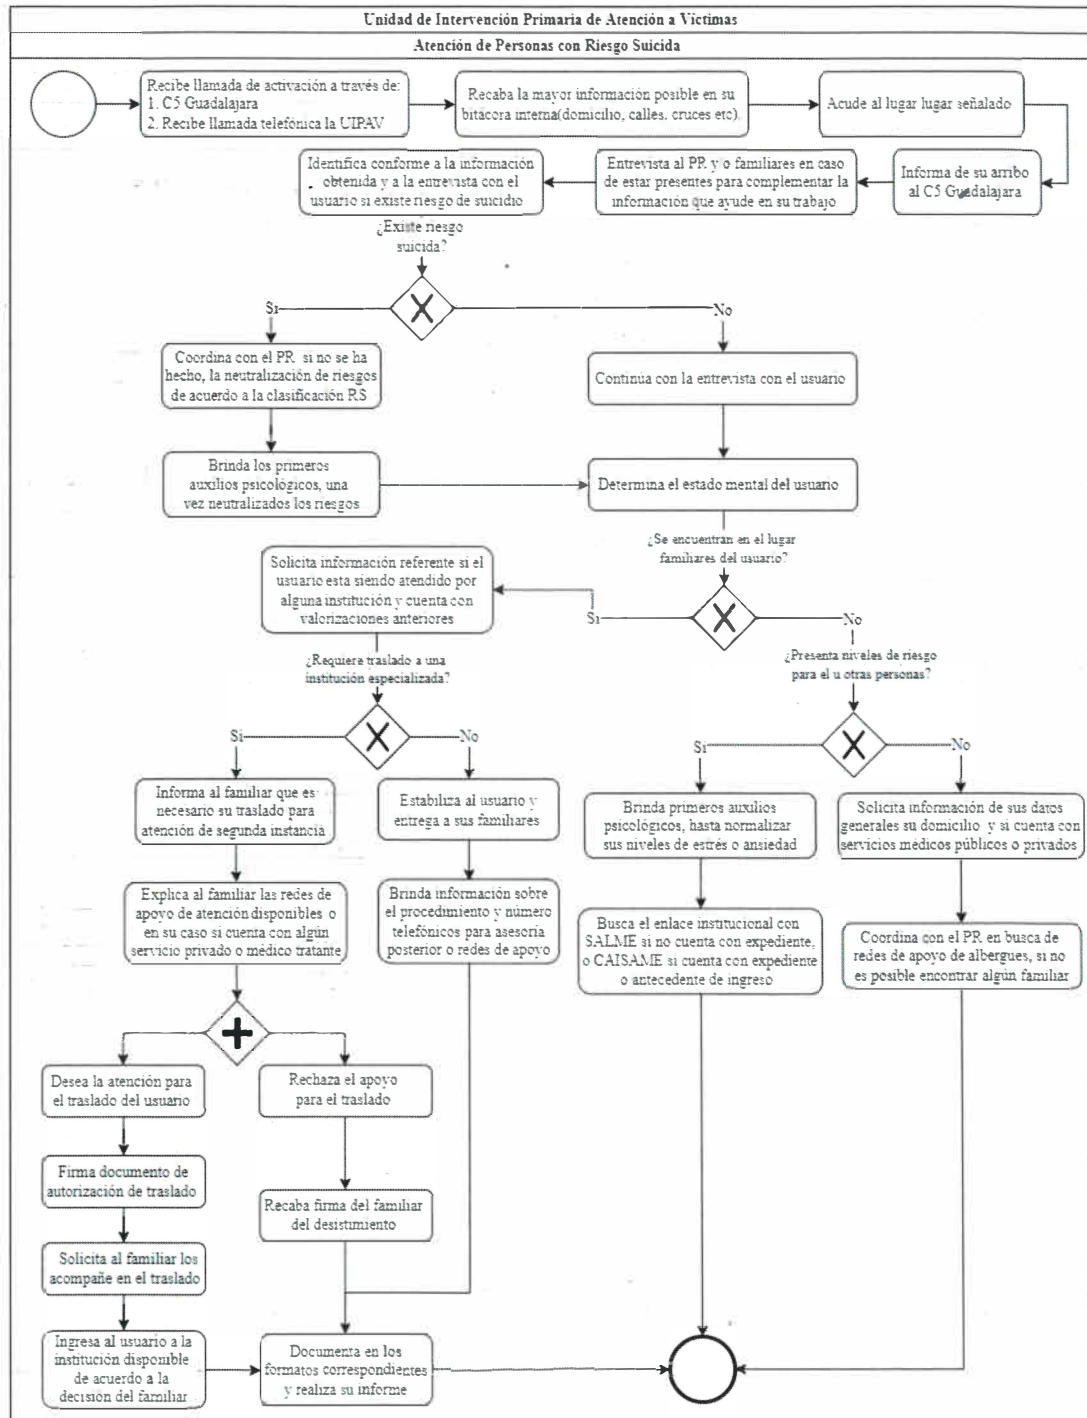 Unidad de Intervención Primaria de Atención a Victimas
Atención de Personas con Riesgo Suicida
Recibe llamada de activación a través de:
1. C5 Guadalajara
2. Recibe llamada telefónica la UIPAV
Recaba la mayor información posible en su
bitácora interna(domicilio, calles. cruces etc).
Acude al lugar lugar señalado
Informa de su arribo
al C5 Guadalajara
Entrevista al PR y o familiares en caso
de estar presentes para complementar la
información que ayude en su trabajo
Identifica conforme a la información
obtenida y a la entrevista con el
usuario si existe riesgo de suicidio
¿Existe riesgo
suicida?
Si
No
Coordina con el PR si no se ha
hecho, la neutralización de riesgos
de acuerdo a la clasificación RS
Continúa con la entrevista con el usuario
Brinda los primeros
auxilios psicológicos, una
vez neutralizados los riesgos
Determina el estado mental del usuario
¿Se encuentran en el lugar
familiares del usuario?
Si
No
Solicita información referente si el
usuario esta siendo atendido por
alguna institución y cuenta con
valorizaciones anteriores
¿Requiere traslado a una
institución especializada?
¿Presenta niveles de riesgo
para el u otras personas?
Si
No
Si
No
Informa al familiar que es
necesario su traslado para
atención de segunda instancia
Estabiliza al usuario y
entrega a sus familiares
Brinda primeros auxilios
psicológicos, hasta normalizar
sus niveles de estrés o ansiedad
Solicita información de sus datos
generales su domicilio y si cuenta con
servicios médicos públicos o privados
Explica al familiar las redes de
apoyo de atención disponibles o
en su caso si cuenta con algún
servicio privado o médico tratante
Brinda información sobre
el procedimiento y número
telefónicos para asesoría
posterior o redes de apoyo
Busca el enlace institucional con
SALME si no cuenta con expediente,
o CAISAME si cuenta con expediente
o antecedente de ingreso
Coordina con el PR en busca de
redes de apoyo de albergues, si no
es posible encontrar algún familiar
Desea la atención para
el traslado del usuario
Rechaza el apoyo
para el traslado
Firma documento de
autorización de traslado
Recaba firma del familiar
del desistimiento
Solicita al familiar los
acompañe en el traslado
Ingresa al usuario a la
institución disponible
de acuerdo a la
decisión del familiar
Documenta en los
formatos correspondientes
y realiza su informe